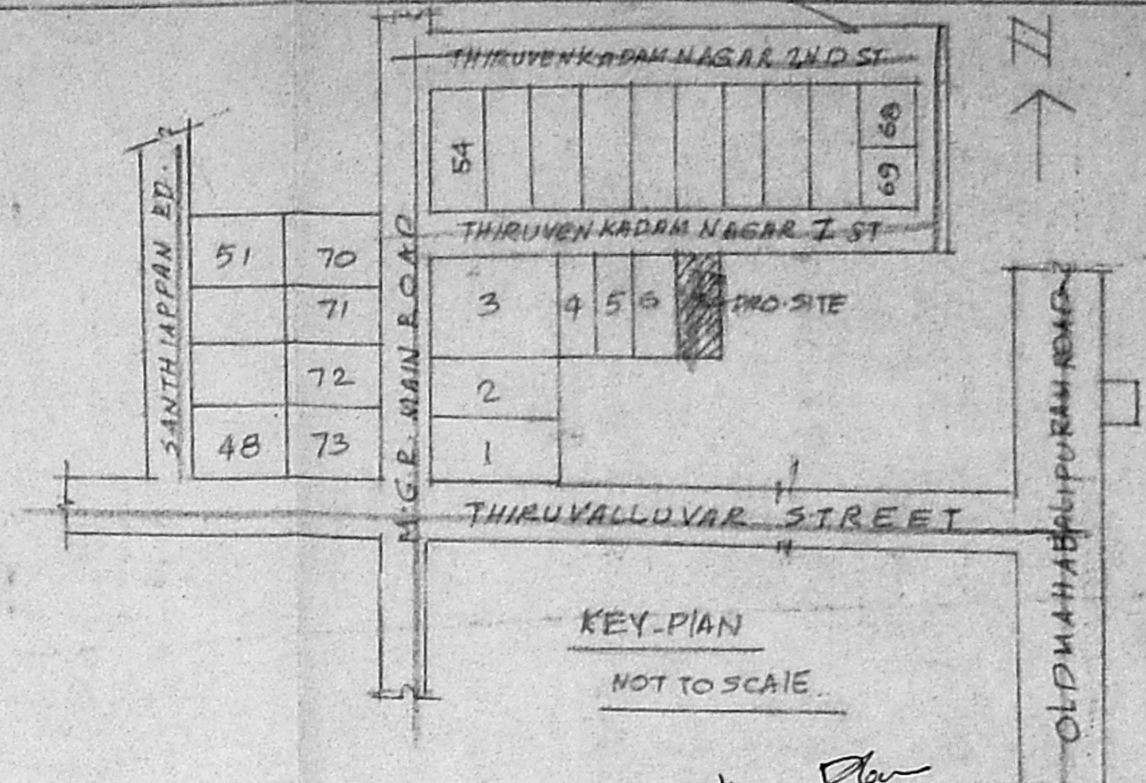 N
THIRUVENKADAM NAGAR 2ND ST
54
68
69
THIRUVENKADAM NAGAR I ST
SANTHIAPPAN RD.
51
70
71
72
48
73
M.G.R. MAIN ROAD
3
4
5
6
PRO.SITE
2
1
THIRUVALLUVAR STREET
OLD MAHABALIPURAM ROAD
KEY-PLAN
NOT TO SCALE.